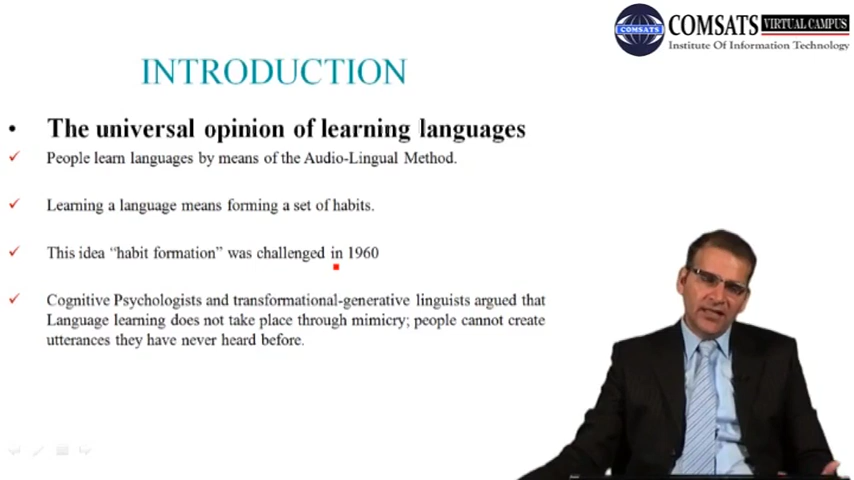 COMSATS
COMSATS VIRTUAL CAMPUS
Institute Of Information Technology
INTRODUCTION
• The universal opinion of learning languages
✓ People learn languages by means of the Audio-Lingual Method.
✓ Learning a language means forming a set of habits.
✓ This idea “habit formation” was challenged in 1960
✓ Cognitive Psychologists and transformational-generative linguists argued that
Language learning does not take place through mimicry; people cannot create
utterances they have never heard before.